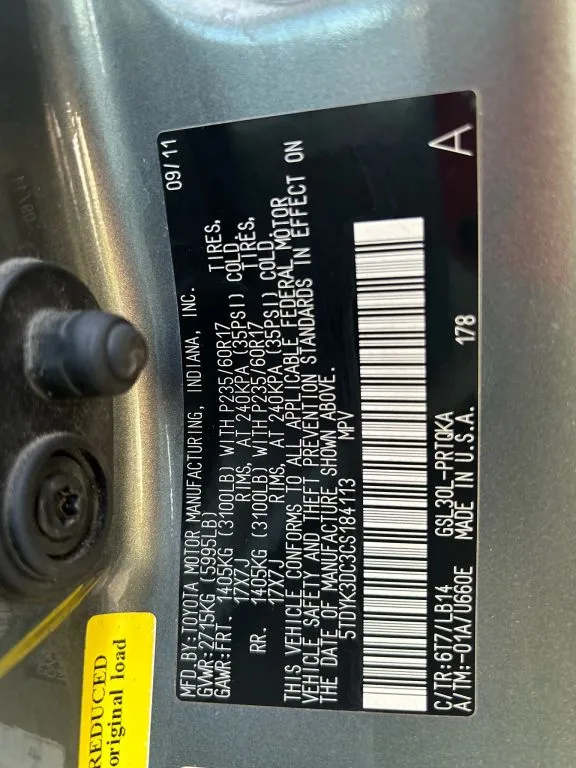 MFD.BY:TOYOTA MOTOR MANUFACTURING, INDIANA, INC. 09/11
GVWR:2715KG (5995LB)
GAWR:FRT. 1405KG (3100LB) WITH P235/60R17 TIRES,
17X7J RIMS, AT 240KPA (35PSI) COLD
RR. 1405KG (3100LB) WITH P235/60R17 TIRES,
17X7J RIMS, AT 240KPA (35PSI) COLD
THIS VEHICLE CONFORMS TO ALL APPLICABLE FEDERAL MOTOR
VEHICLE SAFETY AND THEFT PREVENTION STANDARDS IN EFFECT ON
THE DATE OF MANUFACTURE SHOWN ABOVE.
5TDYK3DC3CS184113 MPV
C/TR:6T7/LB14 GSL30L-PRTQKA 178
A/TM:-01A/U660E MADE IN U.S.A. A
REDUCED
original load